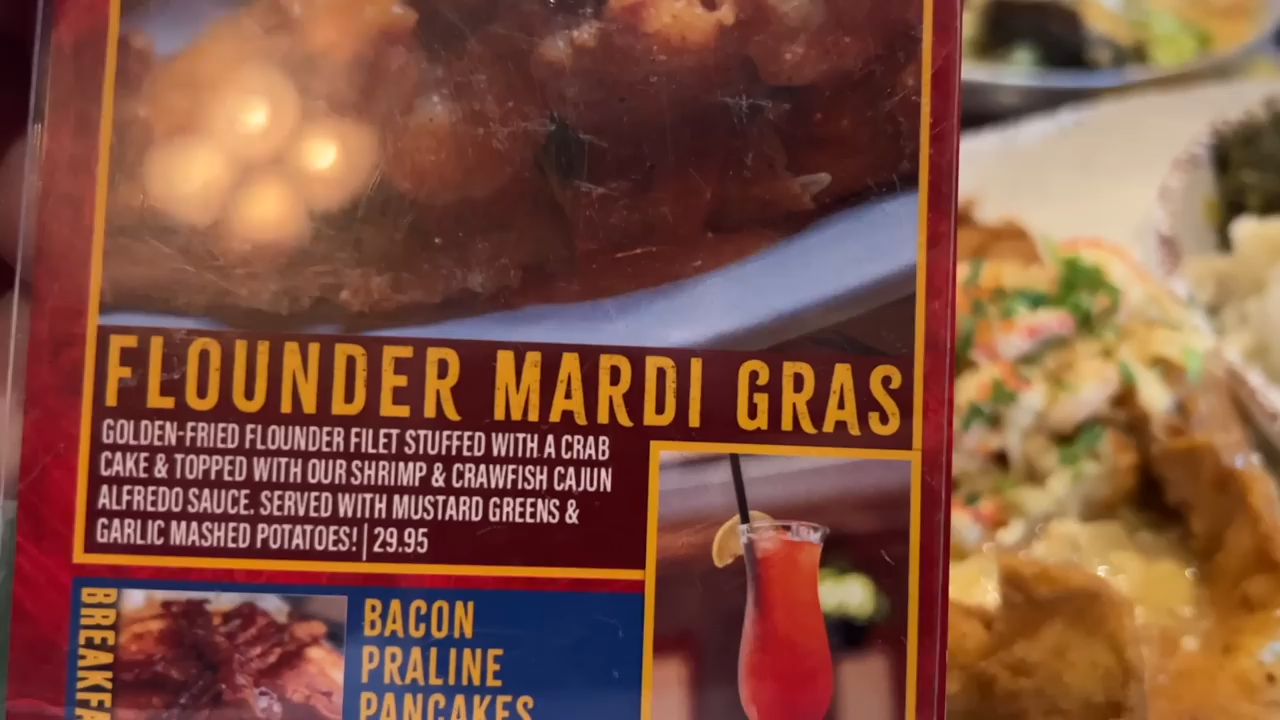 FLOUNDER MARDI GRAS
GOLDEN-FRIED FLOUNDER FILET STUFFED WITH A CRAB
CAKE & TOPPED WITH OUR SHRIMP & CRAWFISH CAJUN
ALFREDO SAUCE. SERVED WITH MUSTARD GREENS &
GARLIC MASHED POTATOES! | 29.95
BREAKFA
BACON
PRALINE
PANCAKES